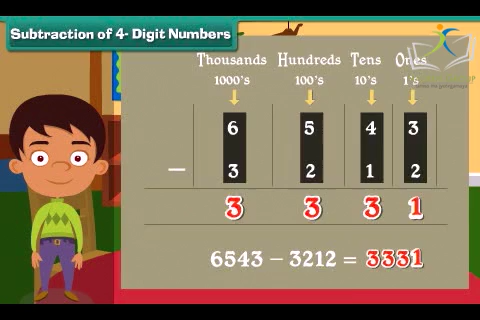 Subtraction of 4- Digit Numbers
Thousands Hundreds Tens Ones
1000's 100's 10's 1's
6 5 4 3
− 3 2 1 2
3 3 3 1
6543 − 3212 = 3331